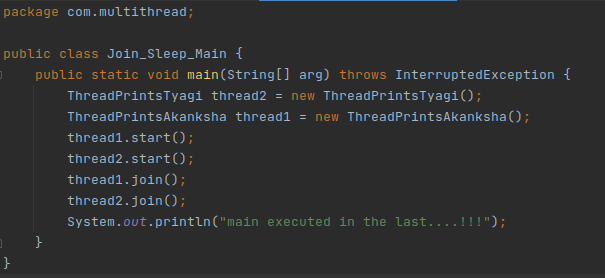 package com.multithread;
public class Join_Sleep_Main {
public static void main(String[] arg) throws InterruptedException {
ThreadPrintsTyagi thread2 = new ThreadPrintsTyagi();
ThreadPrintsAkanksha thread1 = new ThreadPrintsAkanksha();
thread1.start();
thread2.start();
thread1.join();
thread2.join();
System.out.println("main executed in the last....!!!");
}
}